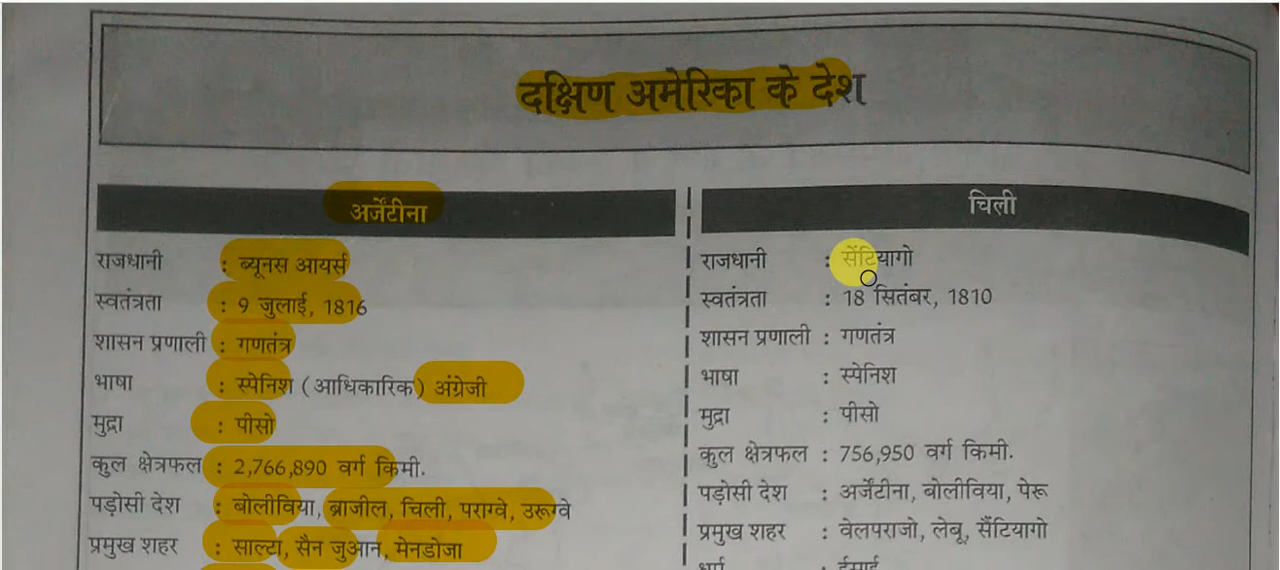 दक्षिण अमेरिका के देश
अर्जेंटीना
राजधानी : ब्यूनस आयर्स
स्वतंत्रता : 9 जुलाई, 1816
शासन प्रणाली : गणतंत्र
भाषा : स्पेनिश (आधिकारिक) अंग्रेजी
मुद्रा : पीसो
कुल क्षेत्रफल : 2,766,890 वर्ग किमी.
पड़ोसी देश : बोलीविया, ब्राजील, चिली, पराग्वे, उरूग्वे
प्रमुख शहर : साल्टा, सैन जुआन, मेनडोजा
चिली
राजधानी : सेंटियागो
स्वतंत्रता : 18 सितंबर, 1810
शासन प्रणाली : गणतंत्र
भाषा : स्पेनिश
मुद्रा : पीसो
कुल क्षेत्रफल : 756,950 वर्ग किमी.
पड़ोसी देश : अर्जेंटीना, बोलीविया, पेरू
प्रमुख शहर : वेलपराजो, लेबू, सैंटियागो